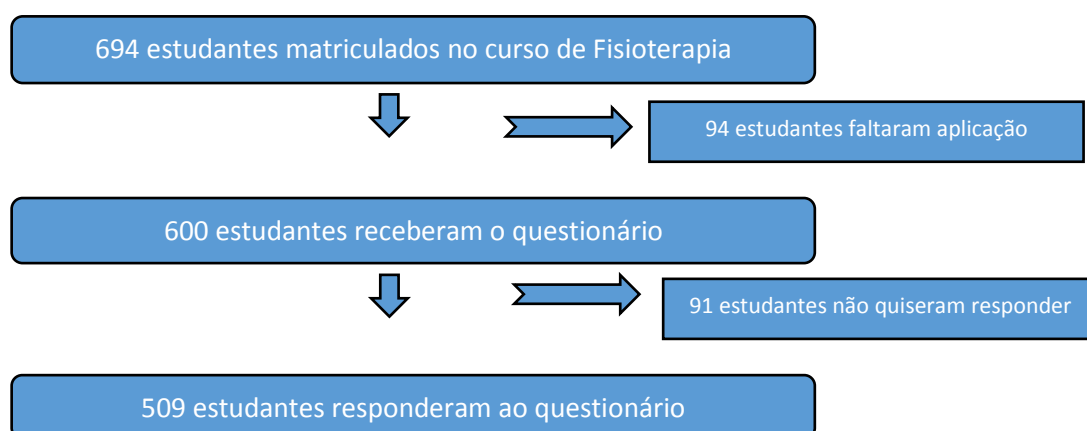 694 estudantes matriculados no curso de Fisioterapia
94 estudantes faltaram aplicação
600 estudantes receberam o questionário
91 estudantes não quiseram responder
509 estudantes responderam ao questionário